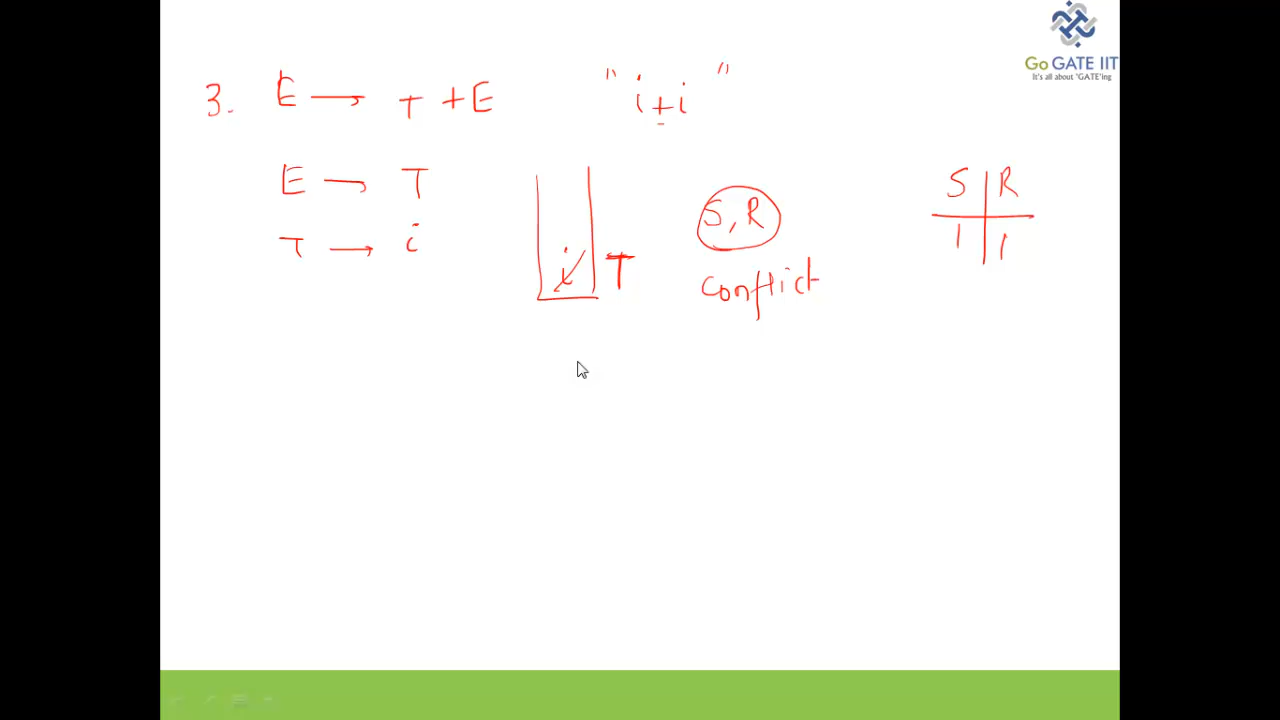 Go GATE IIT
It's all about 'GATE'ing
3. E → T + E " i + i "
E → T
T → i
S, R
conflict
i T
S R
1 1